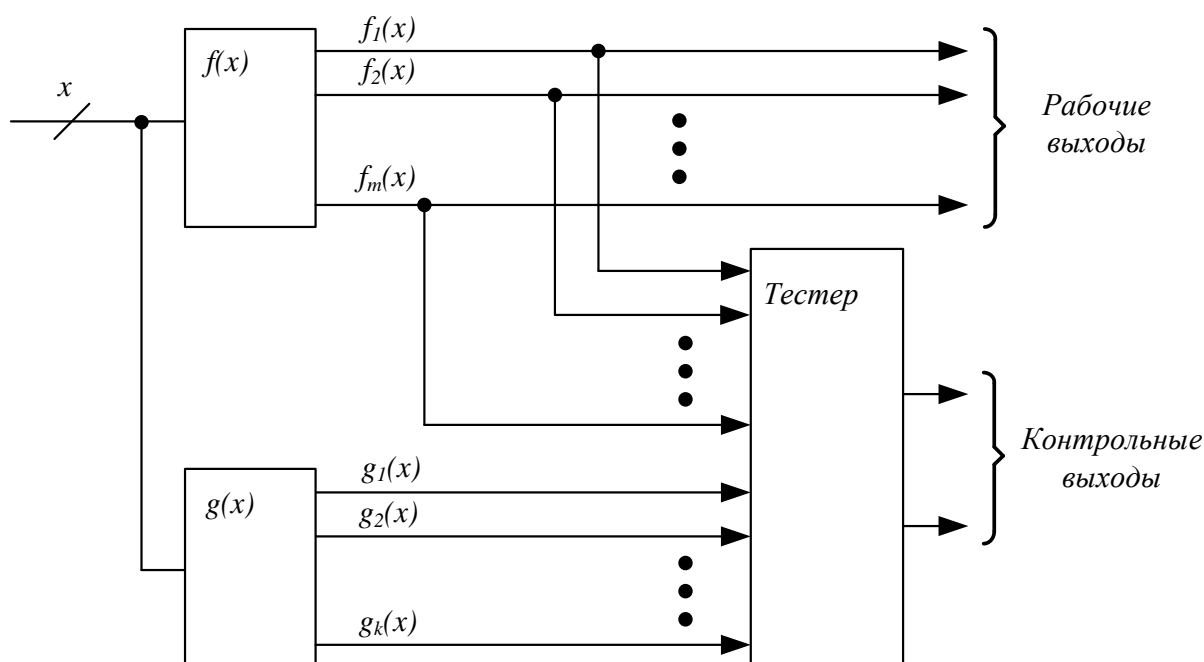 f₁(x)
f(x)
f₂(x)
x
Рабочие
выходы
fₘ(x)
Тестер
Контрольные
выходы
g₁(x)
g(x)
g₂(x)
gₖ(x)